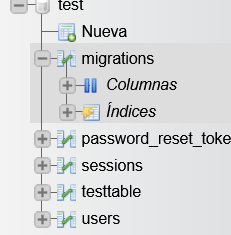 test
Nueva
migrations
Columnas
Índices
password_reset_toke
sessions
testtable
users